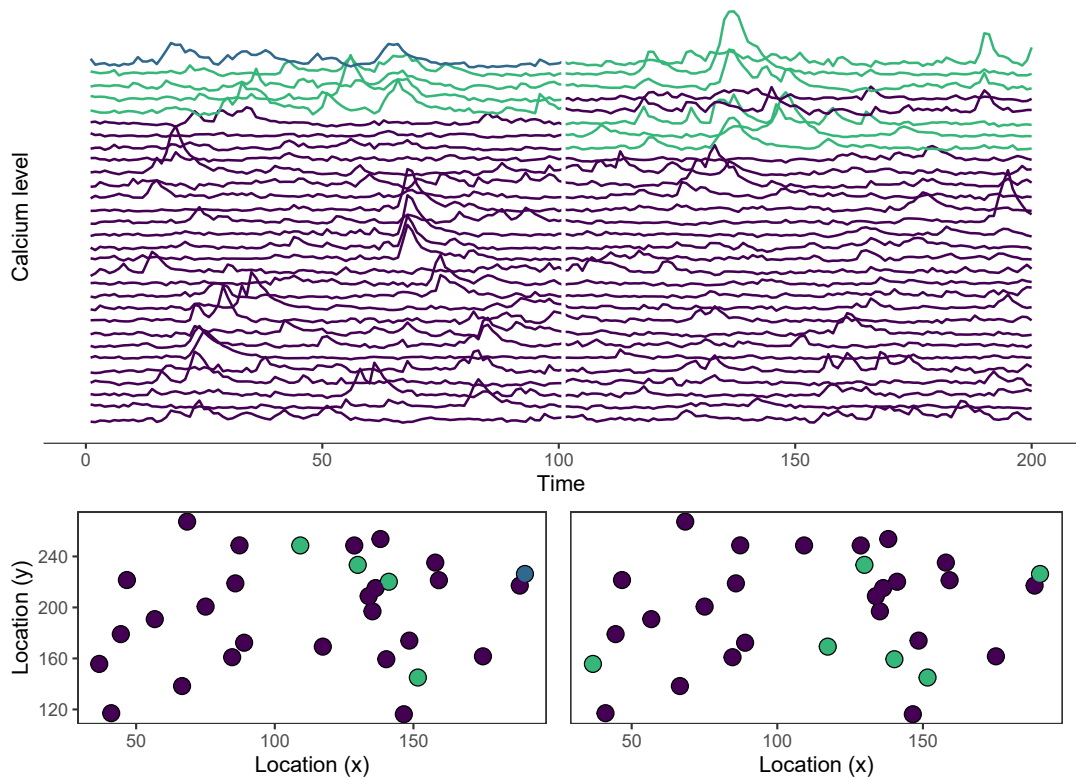 Calcium level
0 50 100 150 200
Time
Location (y)
240
200
160
120
50 100 150 50 100 150
Location (x) Location (x)